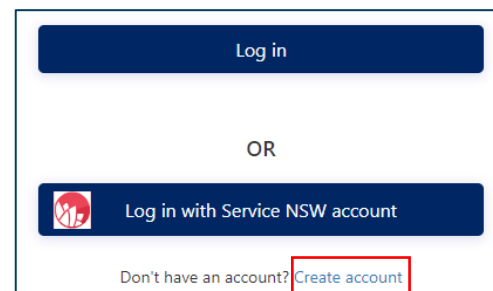 Log in
OR
Log in with Service NSW account
Don't have an account? Create account